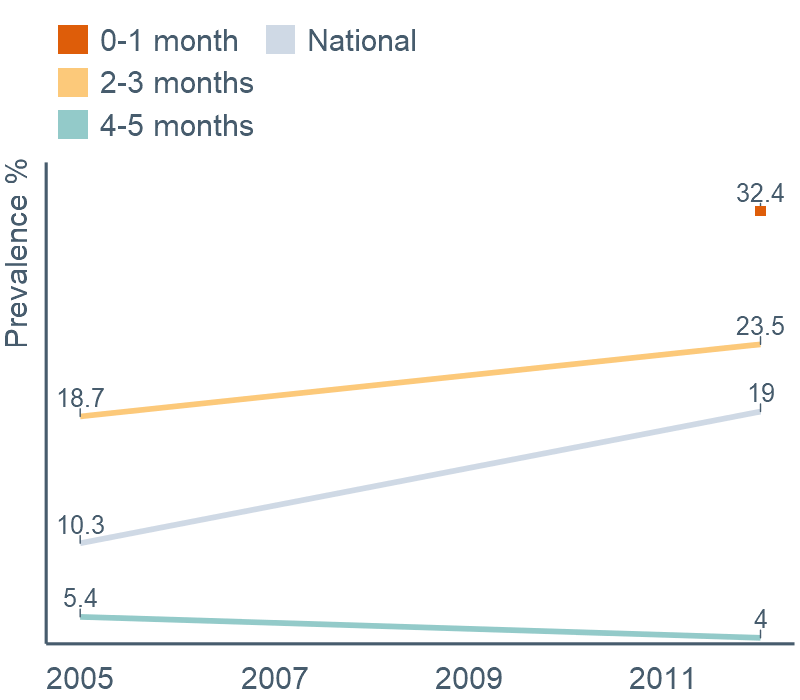 0-1 month
National
2-3 months
4-5 months
Prevalence %
32.4
23.5
18.7
19
10.3
5.4
4
2005
2007
2009
2011